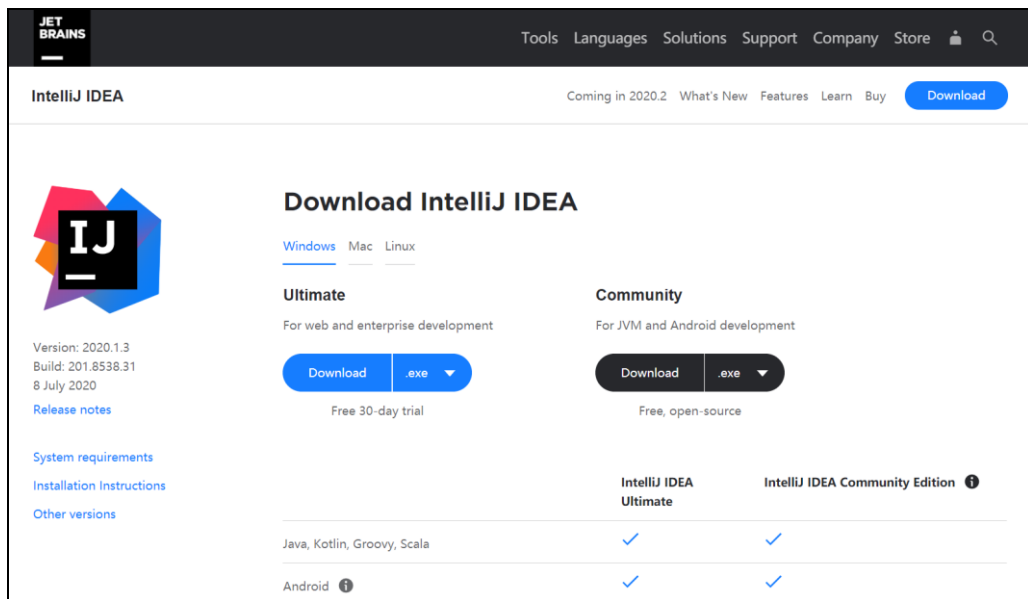 JET
BRAINS
Tools Languages Solutions Support Company Store
IntelliJ IDEA
Coming in 2020.2 What's New Features Learn Buy Download
IJ
Download IntelliJ IDEA
Windows Mac Linux
Ultimate Community
For web and enterprise development For JVM and Android development
Version: 2020.1.3
Build: 201.8538.31
8 July 2020
Release notes
Download .exe Download .exe
Free 30-day trial Free, open-source
System requirements
Installation Instructions
Other versions
IntelliJ IDEA
Ultimate
IntelliJ IDEA Community Edition
Java, Kotlin, Groovy, Scala
Android